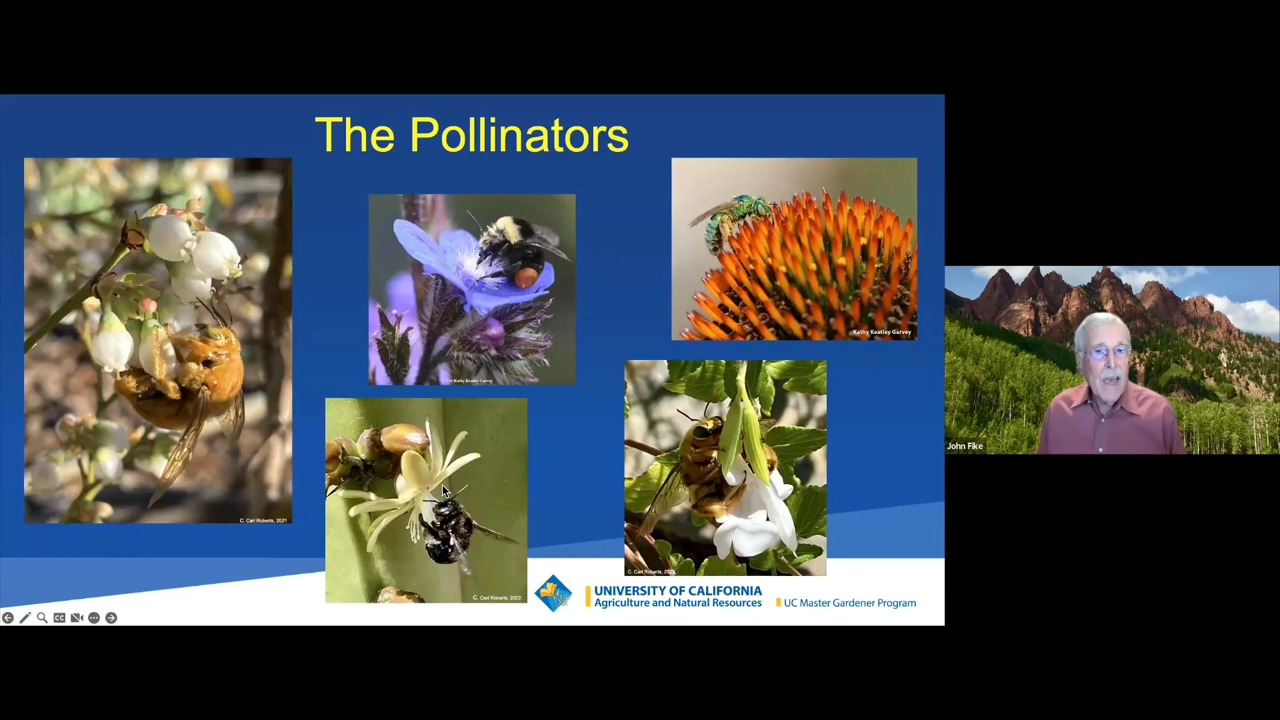 The Pollinators
Kathy Keatley Garvey
Kathy Keatley Garvey
C. Carl Roberts, 2021
C. Carl Roberts, 2022
C. Carl Roberts,
UNIVERSITY OF CALIFORNIA
Agriculture and Natural Resources
UC Master Gardener Program
John Fike
CC